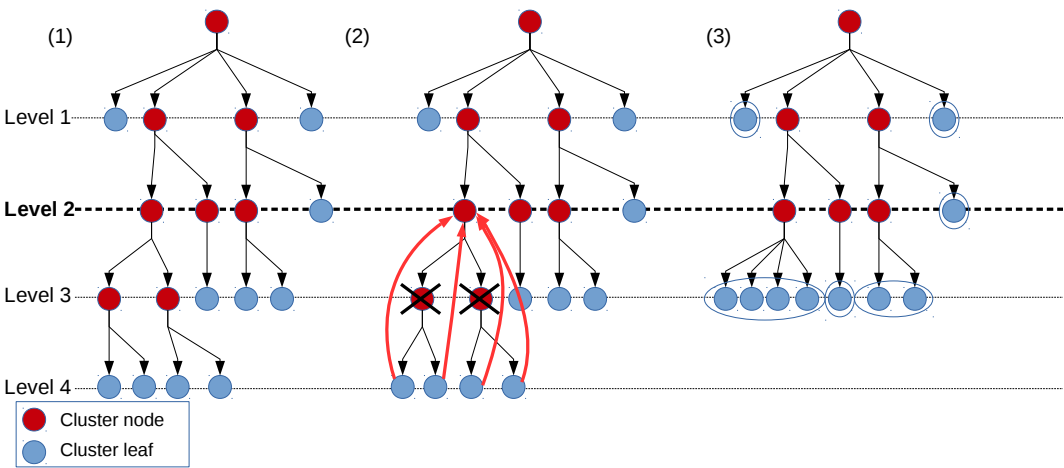 (1)
(2)
(3)
Level 1
Level 2
Level 3
Level 4
Cluster node
Cluster leaf